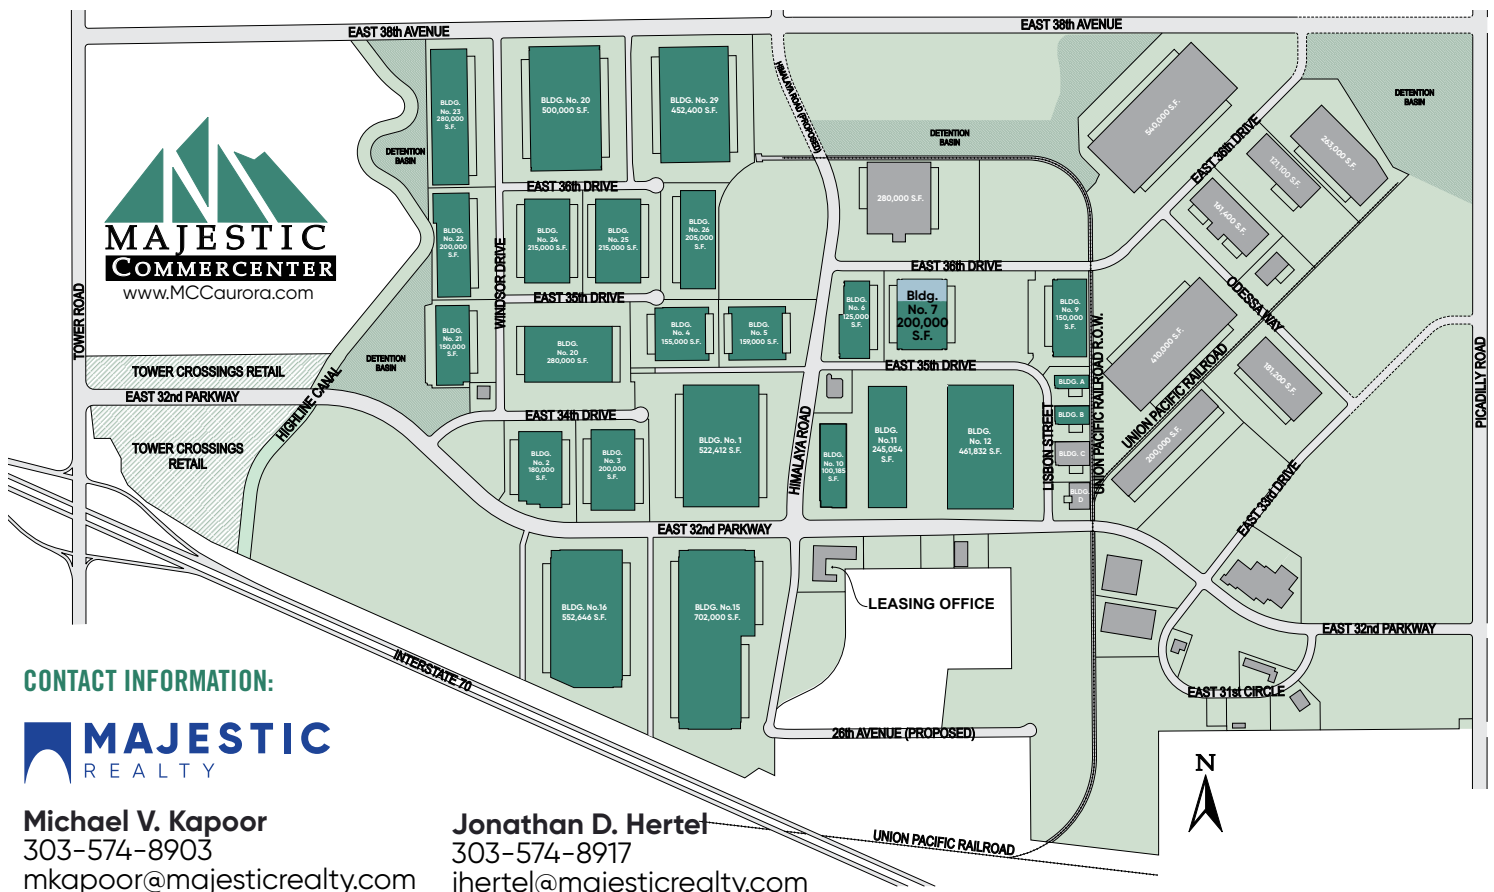 EAST 38th AVENUE
EAST 38th AVENUE
BLDG.
No. 23
280,000
S.F.
BLDG. No. 20
500,000 S.F.
BLDG. No. 29
452,400 S.F.
HIMALAYA ROAD (PROPOSED)
DETENTION
BASIN
DETENTION
BASIN
DETENTION
BASIN
540,000 S.F.
EAST 36th DRIVE
263,000 S.F.
121,100 S.F.
161,400 S.F.
MAJESTIC
COMMERCENTER
www.MCCaurora.com
EAST 36th DRIVE
280,000 S.F.
BLDG.
No. 22
200,000
S.F.
BLDG.
No. 24
215,000 S.F.
BLDG.
No. 25
215,000 S.F.
BLDG.
No. 26
205,000
S.F.
WINDSOR DRIVE
EAST 36th DRIVE
ODESSA WAY
TOWER ROAD
EAST 35th DRIVE
BLDG.
No. 6
125,000
S.F.
Bldg.
No. 7
200,000
S.F.
BLDG.
No. 9
150,000
S.F.
BLDG.
No. 21
150,000
S.F.
BLDG.
No. 20
280,000 S.F.
BLDG.
No. 4
155,000 S.F.
BLDG.
No. 5
159,000 S.F.
410,000 S.F.
PICADILLY ROAD
DETENTION
BASIN
EAST 35th DRIVE
UNION PACIFIC RAILROAD R.O.W.
UNION PACIFIC RAILROAD
181,200 S.F.
TOWER CROSSINGS RETAIL
EAST 32nd PARKWAY
HIGHLINE CANAL
BLDG. A
BLDG. B
BLDG. C
BLDG.
D
LISBON STREET
TOWER CROSSINGS
RETAIL
EAST 34th DRIVE
BLDG.
No. 2
180,000
S.F.
BLDG.
No. 3
200,000
S.F.
BLDG. No. 1
522,412 S.F.
HIMALAYA ROAD
BLDG.
No. 10
100,185
S.F.
BLDG.
No.11
245,054
S.F.
BLDG.
No. 12
461,832 S.F.
200,000 S.F.
EAST 33rd DRIVE
EAST 32nd PARKWAY
BLDG. No.16
552,646 S.F.
BLDG. No.15
702,000 S.F.
LEASING OFFICE
EAST 32nd PARKWAY
INTERSTATE 70
EAST 31st CIRCLE
26th AVENUE (PROPOSED)
N
UNION PACIFIC RAILROAD
CONTACT INFORMATION:
MAJESTIC
REALTY
Michael V. Kapoor
303-574-8903
mkapoor@majesticrealty.com
Jonathan D. Hertel
303-574-8917
jhertel@majesticrealty.com